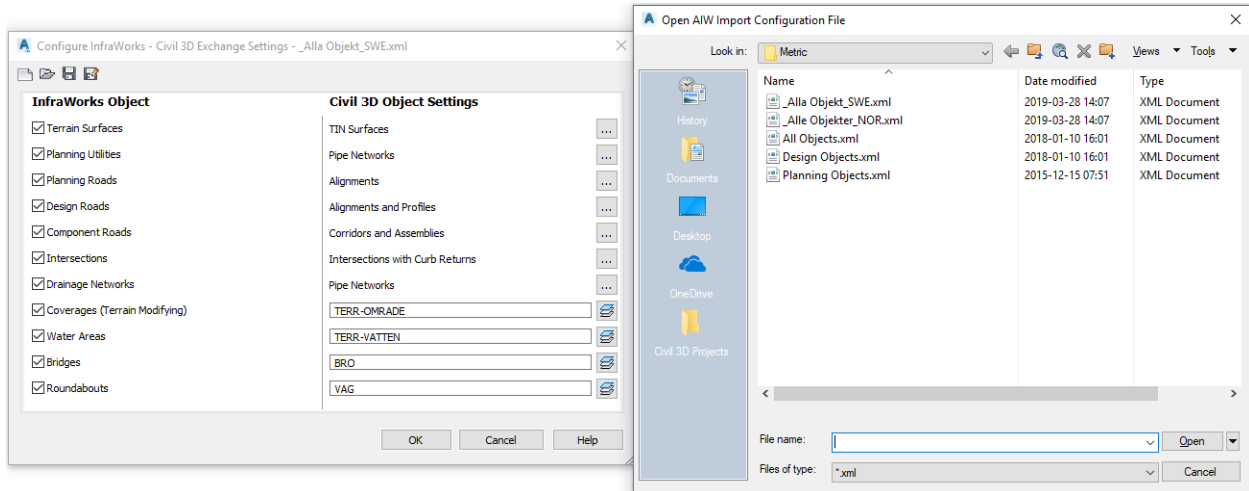 Configure InfraWorks - Civil 3D Exchange Settings - _Alla Objekt_SWE.xml
InfraWorks Object Civil 3D Object Settings
Terrain Surfaces TIN Surfaces ...
Planning Utilities Pipe Networks ...
Planning Roads Alignments ...
Design Roads Alignments and Profiles ...
Component Roads Corridors and Assemblies ...
Intersections Intersections with Curb Returns ...
Drainage Networks Pipe Networks ...
Coverages (Terrain Modifying) TERR-OMRADE
Water Areas TERR-VATTEN
Bridges BRO
Roundabouts VAG
OK Cancel Help
Open AIW Import Configuration File
Look in: Metric Views Tools
History
Documents
Desktop
OneDrive
Civil 3D Projects
Name Date modified Type
_Alla Objekt_SWE.xml 2019-03-28 14:07 XML Document
_Alle Objekter_NOR.xml 2019-03-28 14:07 XML Document
All Objects.xml 2018-01-10 16:01 XML Document
Design Objects.xml 2018-01-10 16:01 XML Document
Planning Objects.xml 2015-12-15 07:51 XML Document
File name: Open
Files of type: *.xml Cancel